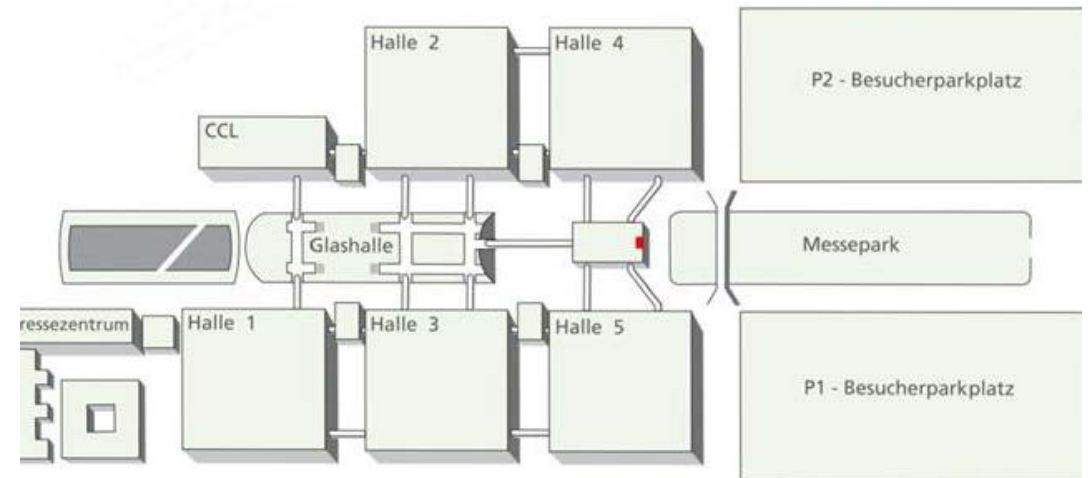 Halle 2
Halle 4
P2 - Besucherparkplatz
CCL
Glashalle
Messepark
ressezentrum
Halle 1
Halle 3
Halle 5
P1 - Besucherparkplatz